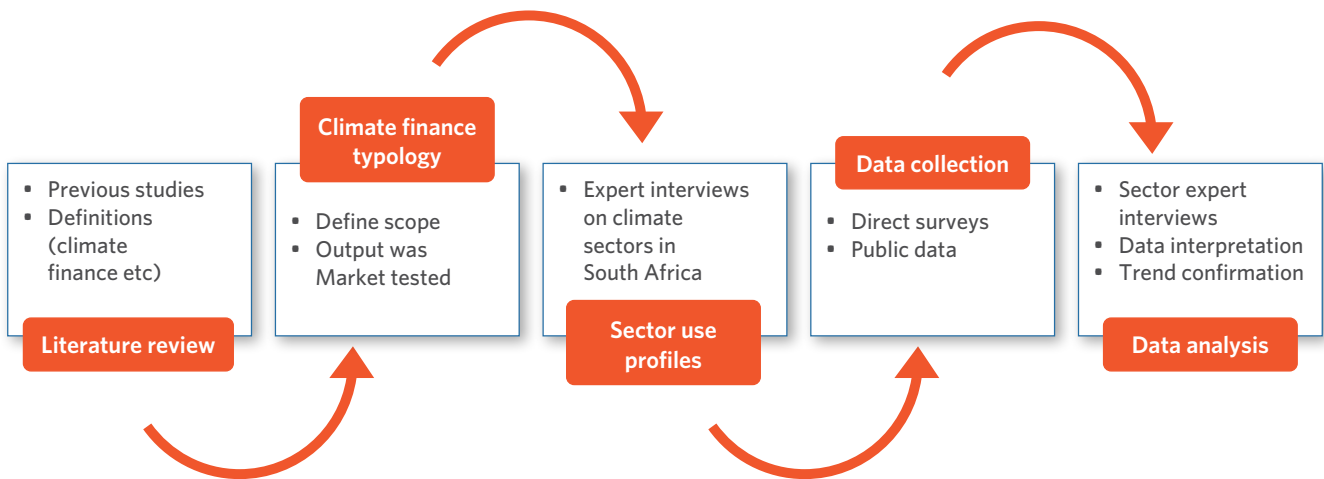 ▪ Previous studies
▪ Definitions
(climate
finance etc)
Literature review
Climate finance
typology
▪ Define scope
▪ Output was
Market tested
▪ Expert interviews
on climate
sectors in
South Africa
Sector use
profiles
Data collection
▪ Direct surveys
▪ Public data
▪ Sector expert
interviews
▪ Data interpretation
▪ Trend confirmation
Data analysis